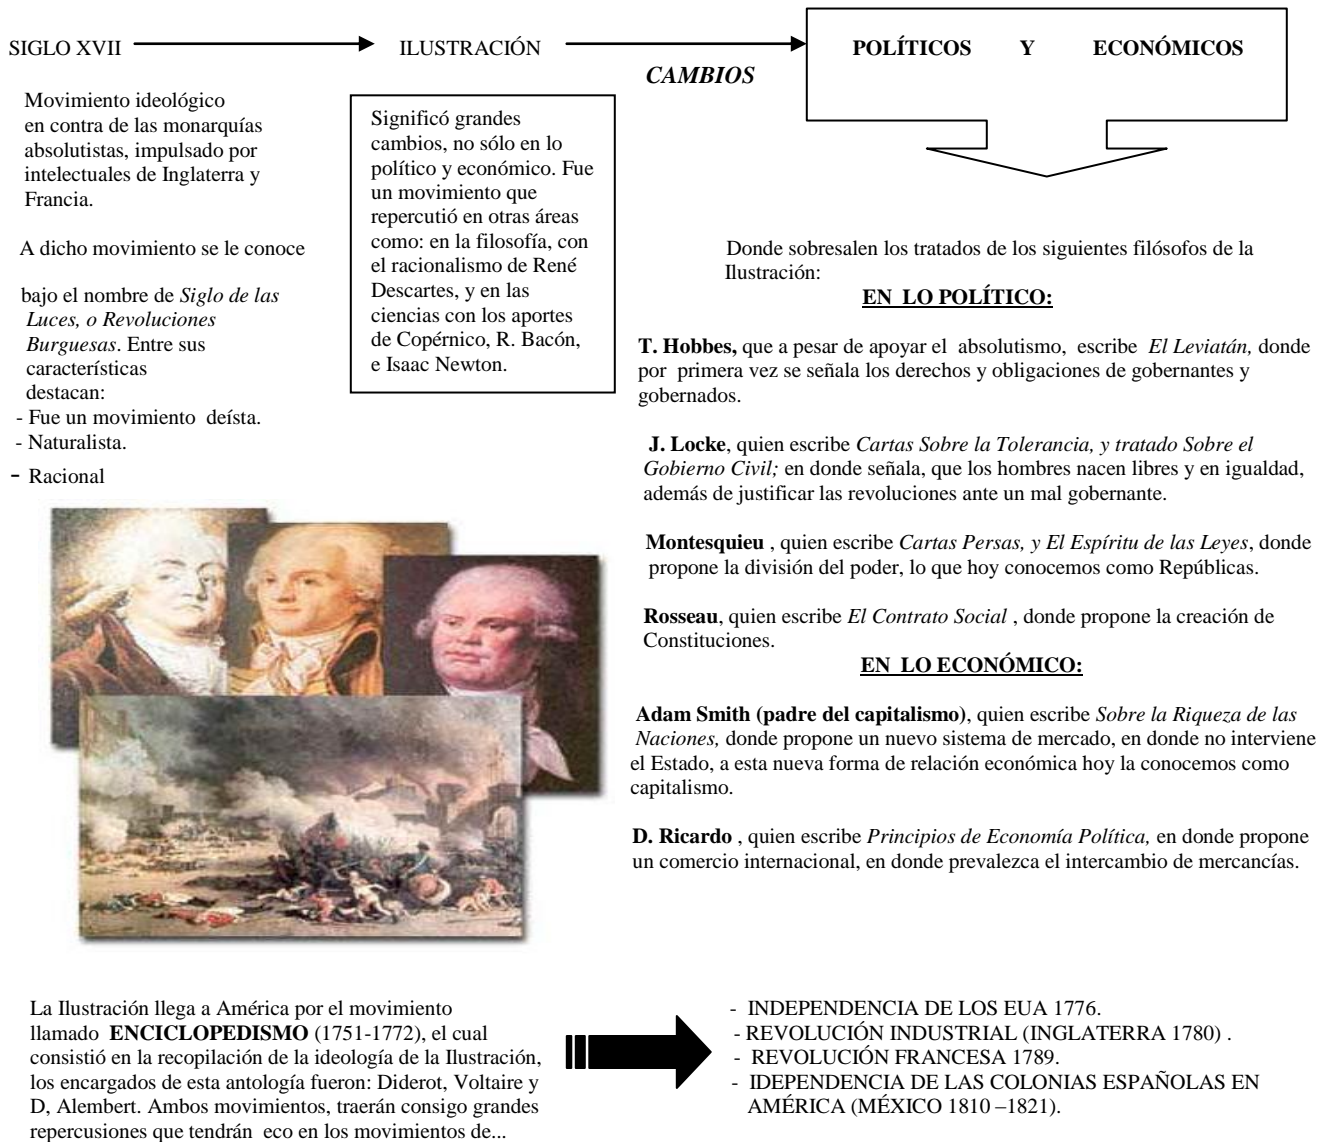 SIGLO XVII
ILUSTRACIÓN
CAMBIOS
POLÍTICOS Y ECONÓMICOS
Movimiento ideológico
en contra de las monarquías
absolutistas, impulsado por
intelectuales de Inglaterra y
Francia.
A dicho movimiento se le conoce
bajo el nombre de Siglo de las
Luces, o Revoluciones
Burguesas. Entre sus
características
destacan:
- Fue un movimiento deísta.
- Naturalista.
- Racional
Significó grandes
cambios, no sólo en lo
político y económico. Fue
un movimiento que
repercutió en otras áreas
como: en la filosofía, con
el racionalismo de René
Descartes, y en las
ciencias con los aportes
de Copérnico, R. Bacón,
e Isaac Newton.
Donde sobresalen los tratados de los siguientes filósofos de la
Ilustración:
EN LO POLÍTICO:
T. Hobbes, que a pesar de apoyar el absolutismo, escribe El Leviatán, donde
por primera vez se señala los derechos y obligaciones de gobernantes y
gobernados.
J. Locke, quien escribe Cartas Sobre la Tolerancia, y tratado Sobre el
Gobierno Civil; en donde señala, que los hombres nacen libres y en igualdad,
además de justificar las revoluciones ante un mal gobernante.
Montesquieu , quien escribe Cartas Persas, y El Espíritu de las Leyes, donde
propone la división del poder, lo que hoy conocemos como Repúblicas.
Rosseau, quien escribe El Contrato Social , donde propone la creación de
Constituciones.
EN LO ECONÓMICO:
Adam Smith (padre del capitalismo), quien escribe Sobre la Riqueza de las
Naciones, donde propone un nuevo sistema de mercado, en donde no interviene
el Estado, a esta nueva forma de relación económica hoy la conocemos como
capitalismo.
D. Ricardo , quien escribe Principios de Economía Política, en donde propone
un comercio internacional, en donde prevalezca el intercambio de mercancías.
La Ilustración llega a América por el movimiento
llamado ENCICLOPEDISMO (1751-1772), el cual
consistió en la recopilación de la ideología de la Ilustración,
los encargados de esta antología fueron: Diderot, Voltaire y
D, Alembert. Ambos movimientos, traerán consigo grandes
repercusiones que tendrán eco en los movimientos de...
- INDEPENDENCIA DE LOS EUA 1776.
- REVOLUCIÓN INDUSTRIAL (INGLATERRA 1780) .
- REVOLUCIÓN FRANCESA 1789.
- IDEPENDENCIA DE LAS COLONIAS ESPAÑOLAS EN
AMÉRICA (MÉXICO 1810 –1821).